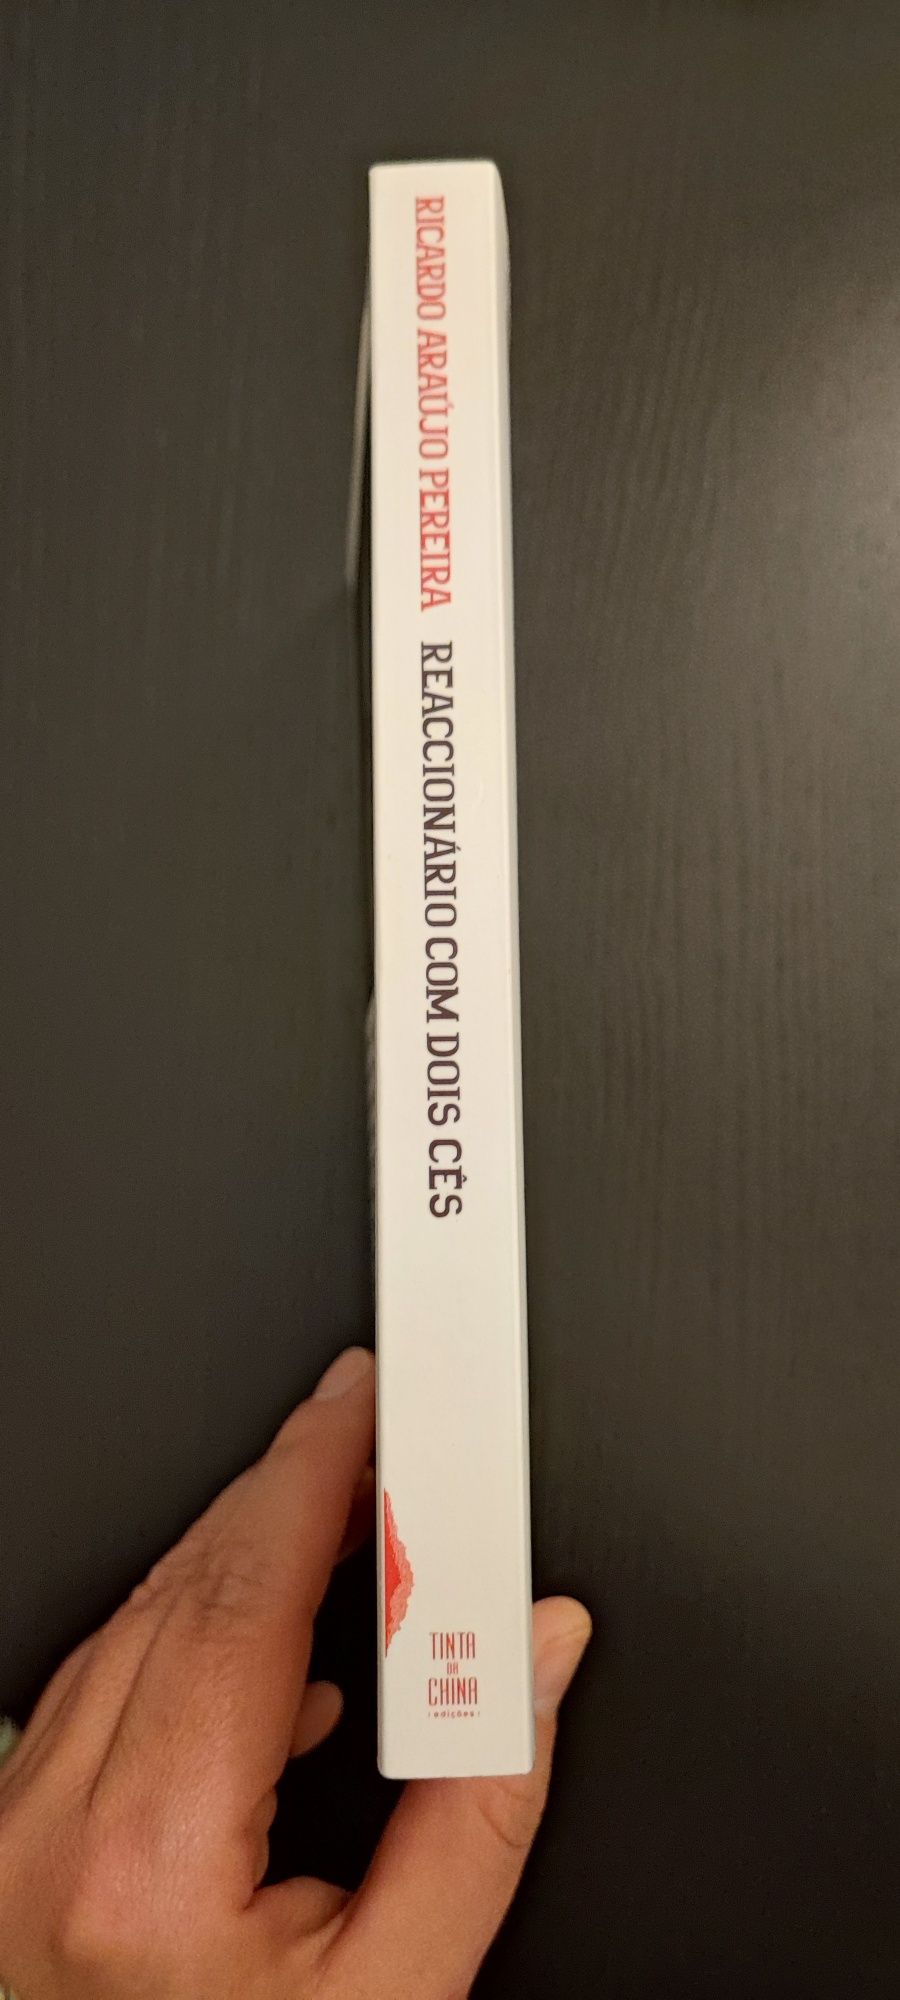 RICARDO ARAÚJO PEREIRA REACCIONÁRIO COM DOIS CÊS
TINTA
DA
CHINA
edições